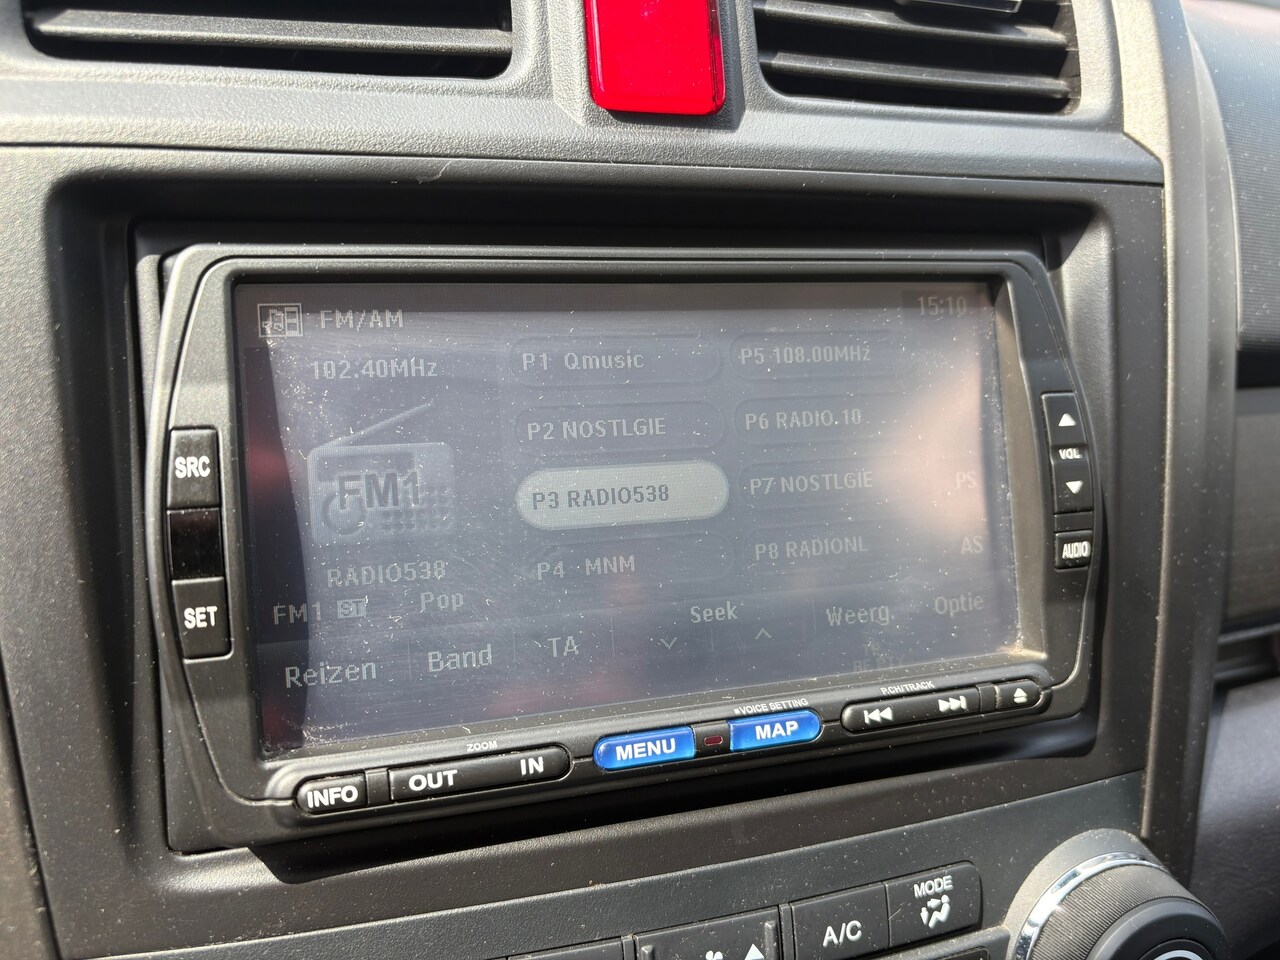 FM/AM
15:10
102.40MHz
P1 Qmusic
P5 108.00MHz
P2 NOSTLGIE
P6 RADIO.10
FM1
P3 RADIO538
P7 NOSTLGIE
PS
RADIO538
P4 MNM
P8 RADIONL
AS
FM1 ST Pop
Seek
Weerg.
Optie
Reizen
Band
TA
SRC
SET
VOL
AUDIO
INFO
ZOOM
OUT
IN
MENU
VOICE SETTING
MAP
P.CH/TRACK
A/C
MODE